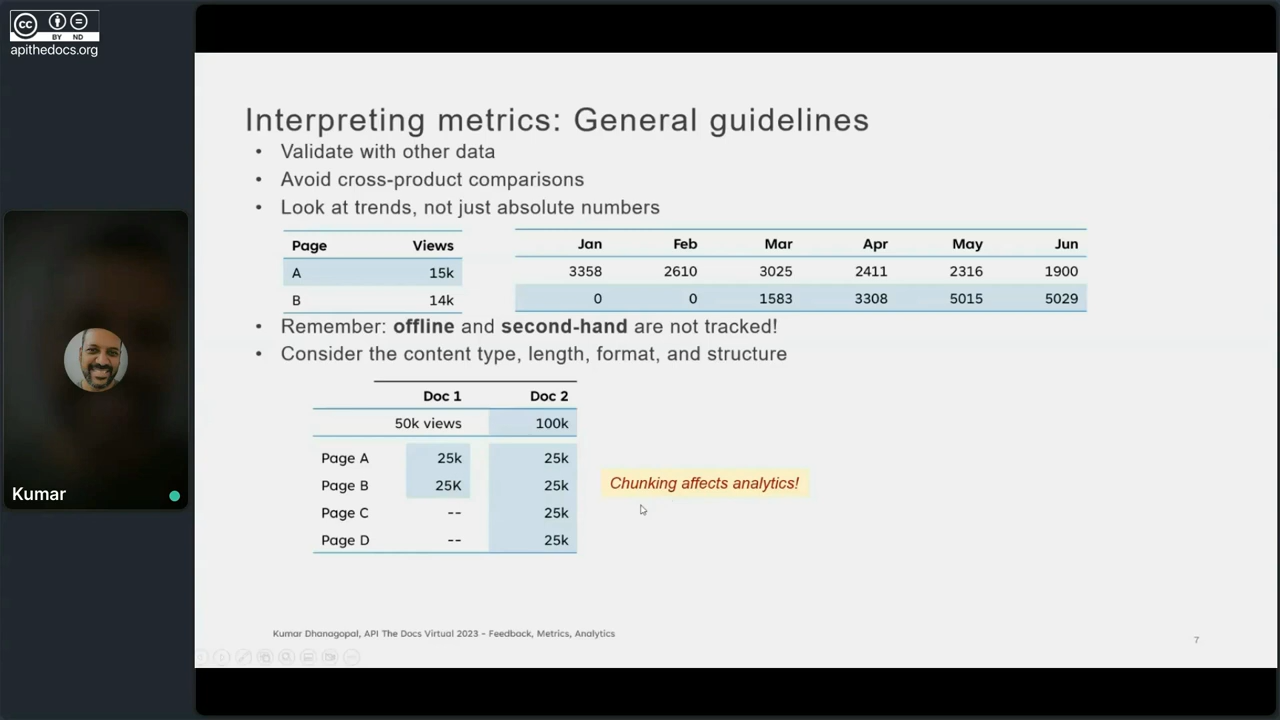 BY ND
apithedocs.org
Interpreting metrics: General guidelines
• Validate with other data
• Avoid cross-product comparisons
• Look at trends, not just absolute numbers
Page Views
A 15k
B 14k
Jan Feb Mar Apr May Jun
3358 2610 3025 2411 2316 1900
0 0 1583 3308 5015 5029
• Remember: offline and second-hand are not tracked!
• Consider the content type, length, format, and structure
Doc 1 Doc 2
50k views 100k
Page A 25k 25k
Page B 25K 25k
Page C -- 25k
Page D -- 25k
Chunking affects analytics!
Kumar
Kumar Dhanagopal, API The Docs Virtual 2023 – Feedback, Metrics, Analytics
7